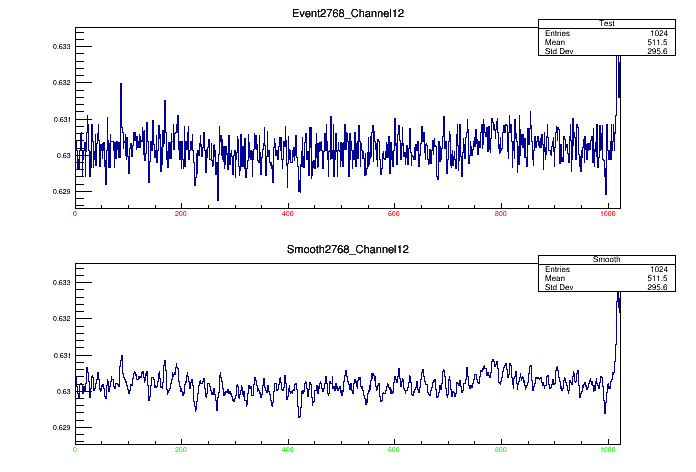 Event2768_Channel12
Test
Entries 1024
Mean 511.5
Std Dev 295.6
0.633
0.632
0.631
0.63
0.629
0 200 400 600 800 1000
Smooth2768_Channel12
Smooth
Entries 1024
Mean 511.5
Std Dev 295.6
0.633
0.632
0.631
0.63
0.629
0 200 400 600 800 1000